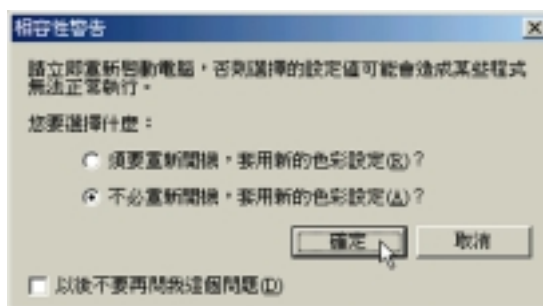 相容性警告
請立即重新啟動電腦，否則選擇的設定值可能會造成某些程式
無法正常執行。
您要選擇什麼：
須要重新開機，套用新的色彩設定(R)？
不必重新開機，套用新的色彩設定(A)？
確定
取消
以後不要再問我這個問題(D)